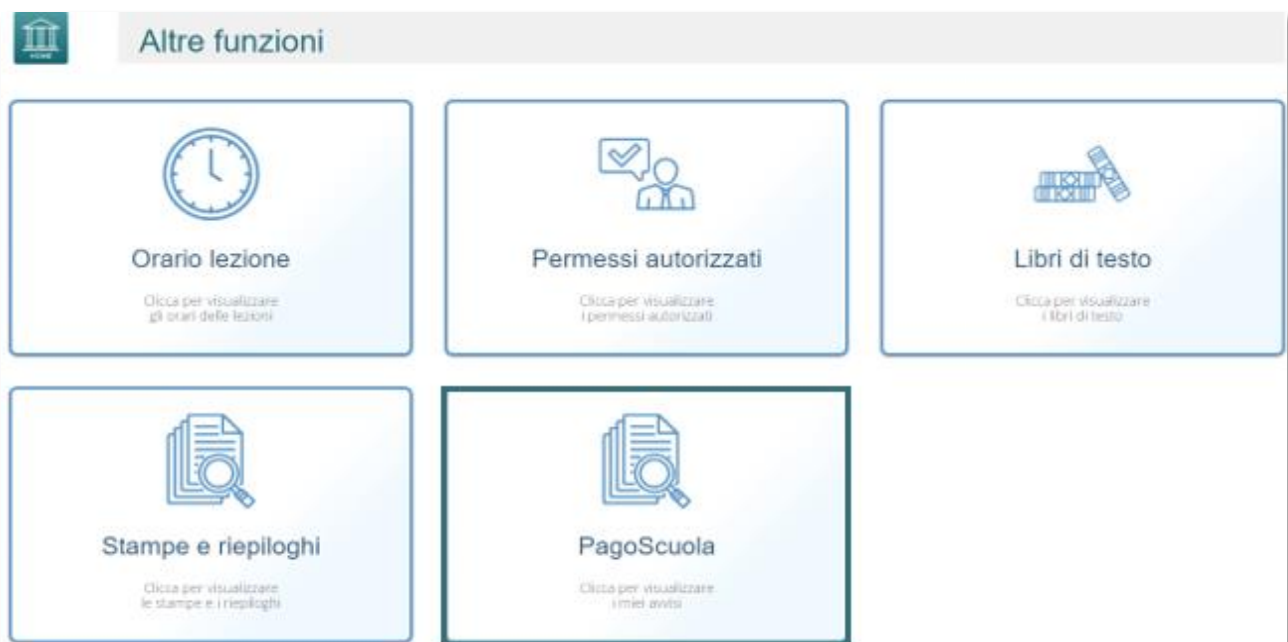 HOME
Altre funzioni
Orario lezione
Clicca per visualizzare
gli orari delle lezioni
Permessi autorizzati
Clicca per visualizzare
i permessi autorizzati
Libri di testo
Clicca per visualizzare
i libri di testo
Stampe e riepiloghi
Clicca per visualizzare
le stampe e i riepiloghi
PagoScuola
Clicca per visualizzare
i miei avvisi